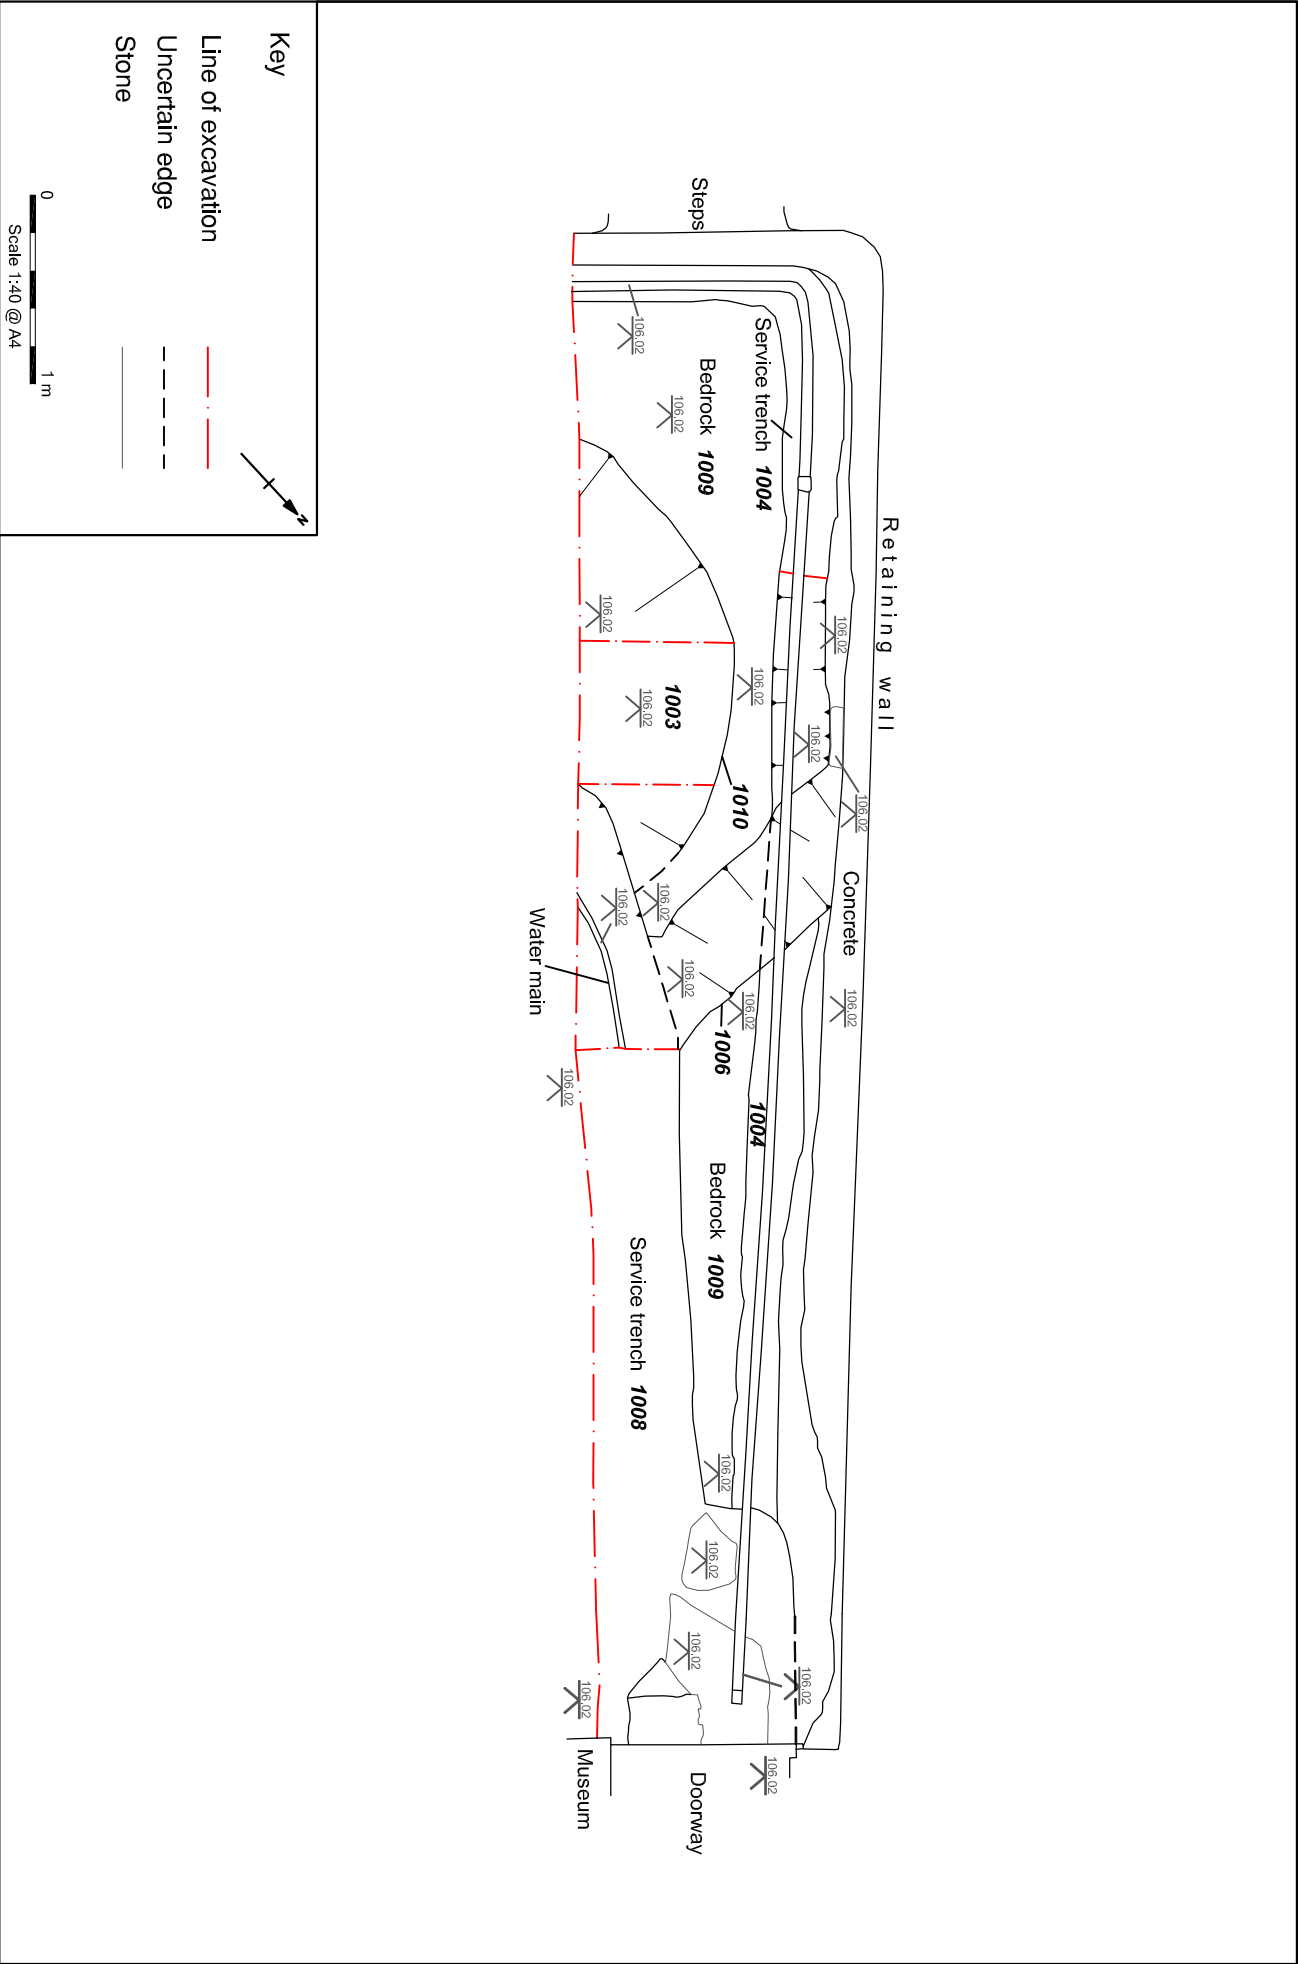 Steps
Retaining wall
Service trench 1004
Bedrock 1009
106.02
106.02
106.02
106.02
106.02
106.02
106.02
1003
106.02
1010
Concrete
106.02
106.02
106.02
106.02
106.02
Water main
1006
1004
106.02
Bedrock 1009
Service trench 1008
106.02
106.02
106.02
106.02
106.02
106.02
Museum
Doorway
Key
Line of excavation
Uncertain edge
Stone
N
0
1 m
Scale 1:40 @ A4